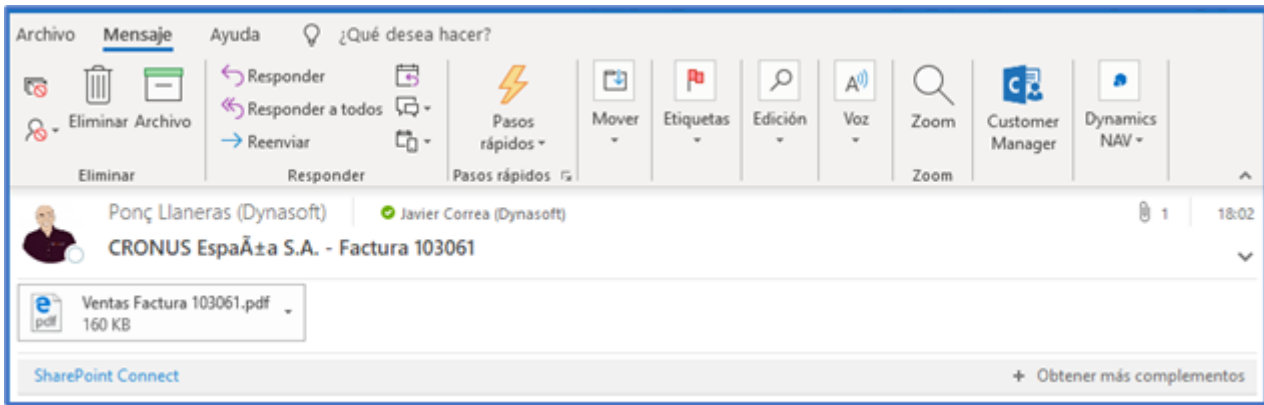 Archivo Mensaje Ayuda ¿Qué desea hacer?
Eliminar Archivo
Eliminar
Responder
Responder a todos
Reenviar
Responder
Pasos
rápidos
Pasos rápidos
Mover
Etiquetas
Edición
A
Voz
Zoom
Zoom
C
Customer
Manager
Dynamics
NAV
Ponç Llaneras (Dynasoft) Javier Correa (Dynasoft) 1 18:02
CRONUS EspaÃ±a S.A. - Factura 103061
e
pdf
Ventas Factura 103061.pdf
160 KB
SharePoint Connect + Obtener más complementos